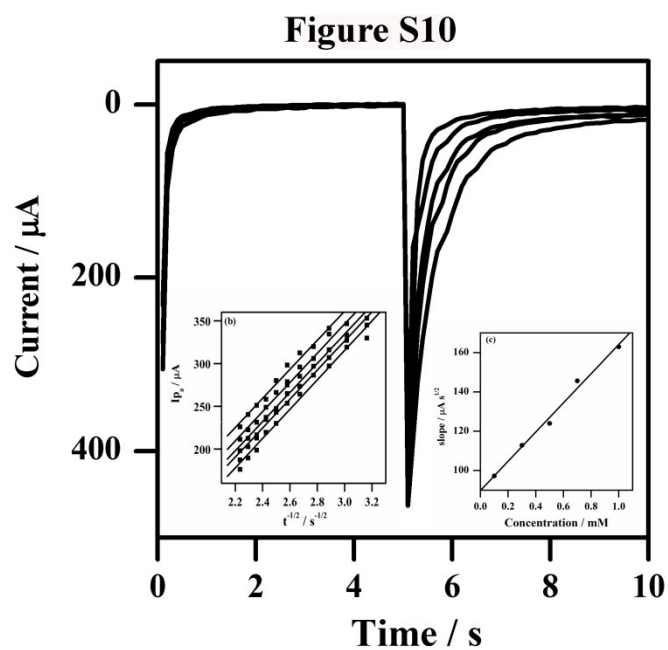 Figure S10
0
200
400
Current / μA
0 2 4 6 8 10
Time / s
(b)
350
300
250
200
Ipa / μA
2.2 2.4 2.6 2.8 3.0 3.2
t-1/2 / s-1/2
(c)
160
140
120
100
slope / μA s1/2
0.0 0.2 0.4 0.6 0.8 1.0
Concentration / mM